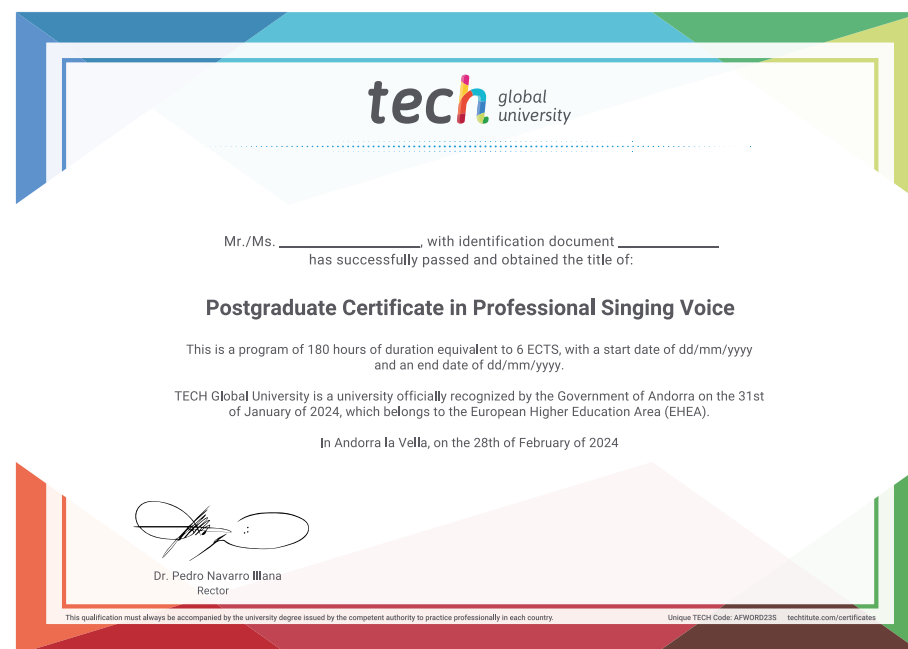 tech global university
Mr./Ms. ________________, with identification document ____________
has successfully passed and obtained the title of:
Postgraduate Certificate in Professional Singing Voice
This is a program of 180 hours of duration equivalent to 6 ECTS, with a start date of dd/mm/yyyy
and an end date of dd/mm/yyyy.
TECH Global University is a university officially recognized by the Government of Andorra on the 31st
of January of 2024, which belongs to the European Higher Education Area (EHEA).
In Andorra la Vella, on the 28th of February of 2024
Dr. Pedro Navarro Illana
Rector
This qualification must always be accompanied by the university degree issued by the competent authority to practice professionally in each country.
Unique TECH Code: AFWORD23S techtitute.com/certificates